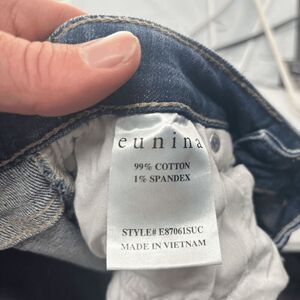 eunina
99% COTTON
1% SPANDEX
STYLE# E87061SUC
MADE IN VIETNAM